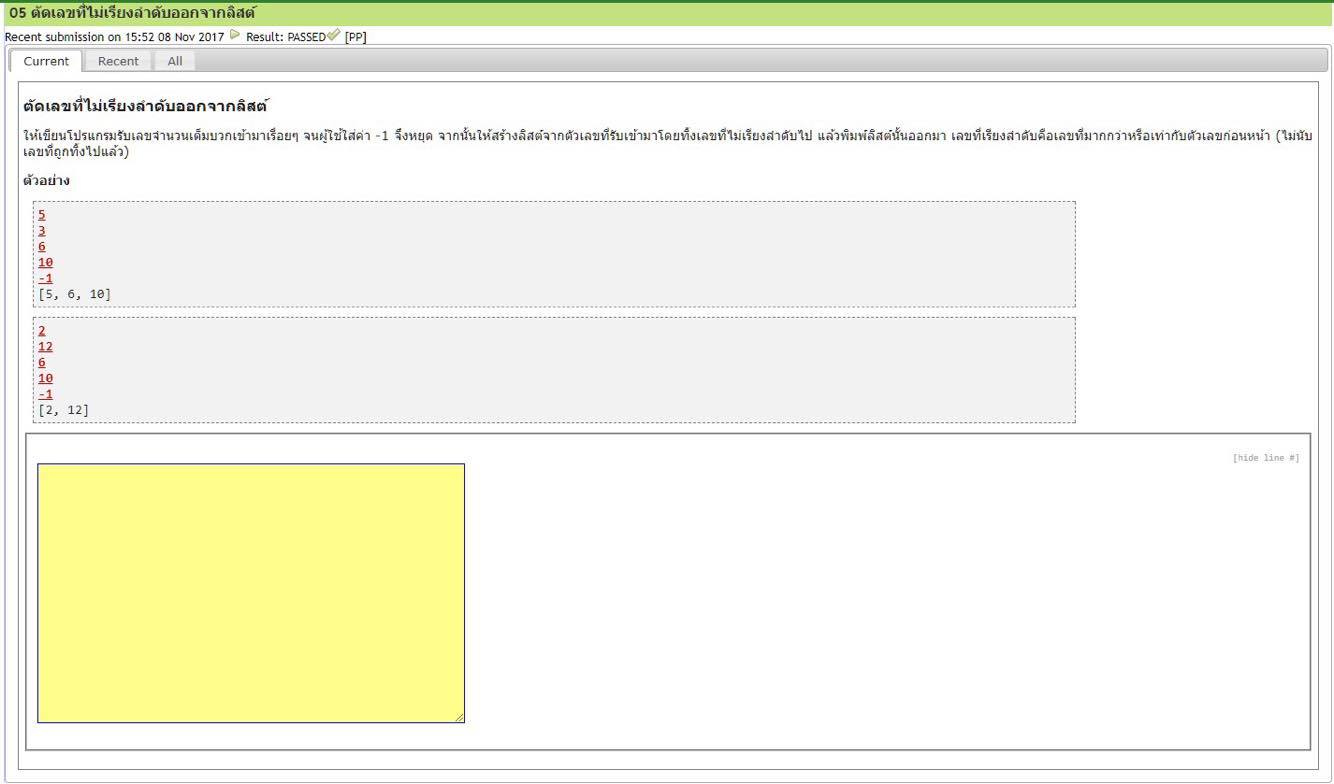 05 ตัดเลขที่ไม่เรียงลำดับออกจากลิสต์
Recent submission on 15:52 08 Nov 2017 Result: PASSED [PP]
Current Recent All
ตัดเลขที่ไม่เรียงลำดับออกจากลิสต์
ให้เขียนโปรแกรมรับเลขจำนวนเต็มบวกเข้ามาเรื่อยๆ จนผู้ใช้ใส่ค่า -1 จึงหยุด จากนั้นให้สร้างลิสต์จากตัวเลขที่รับเข้ามาโดยทิ้งเลขที่ไม่เรียงลำดับไป แล้วพิมพ์ลิสต์นั้นออกมา เลขที่เรียงลำดับคือเลขที่มากกว่าหรือเท่ากับตัวเลขก่อนหน้า (ไม่นับ
เลขที่ถูกทิ้งไปแล้ว)
ตัวอย่าง
5
3
6
10
-1
[5, 6, 10]
2
12
6
10
-1
[2, 12]
[hide line #]